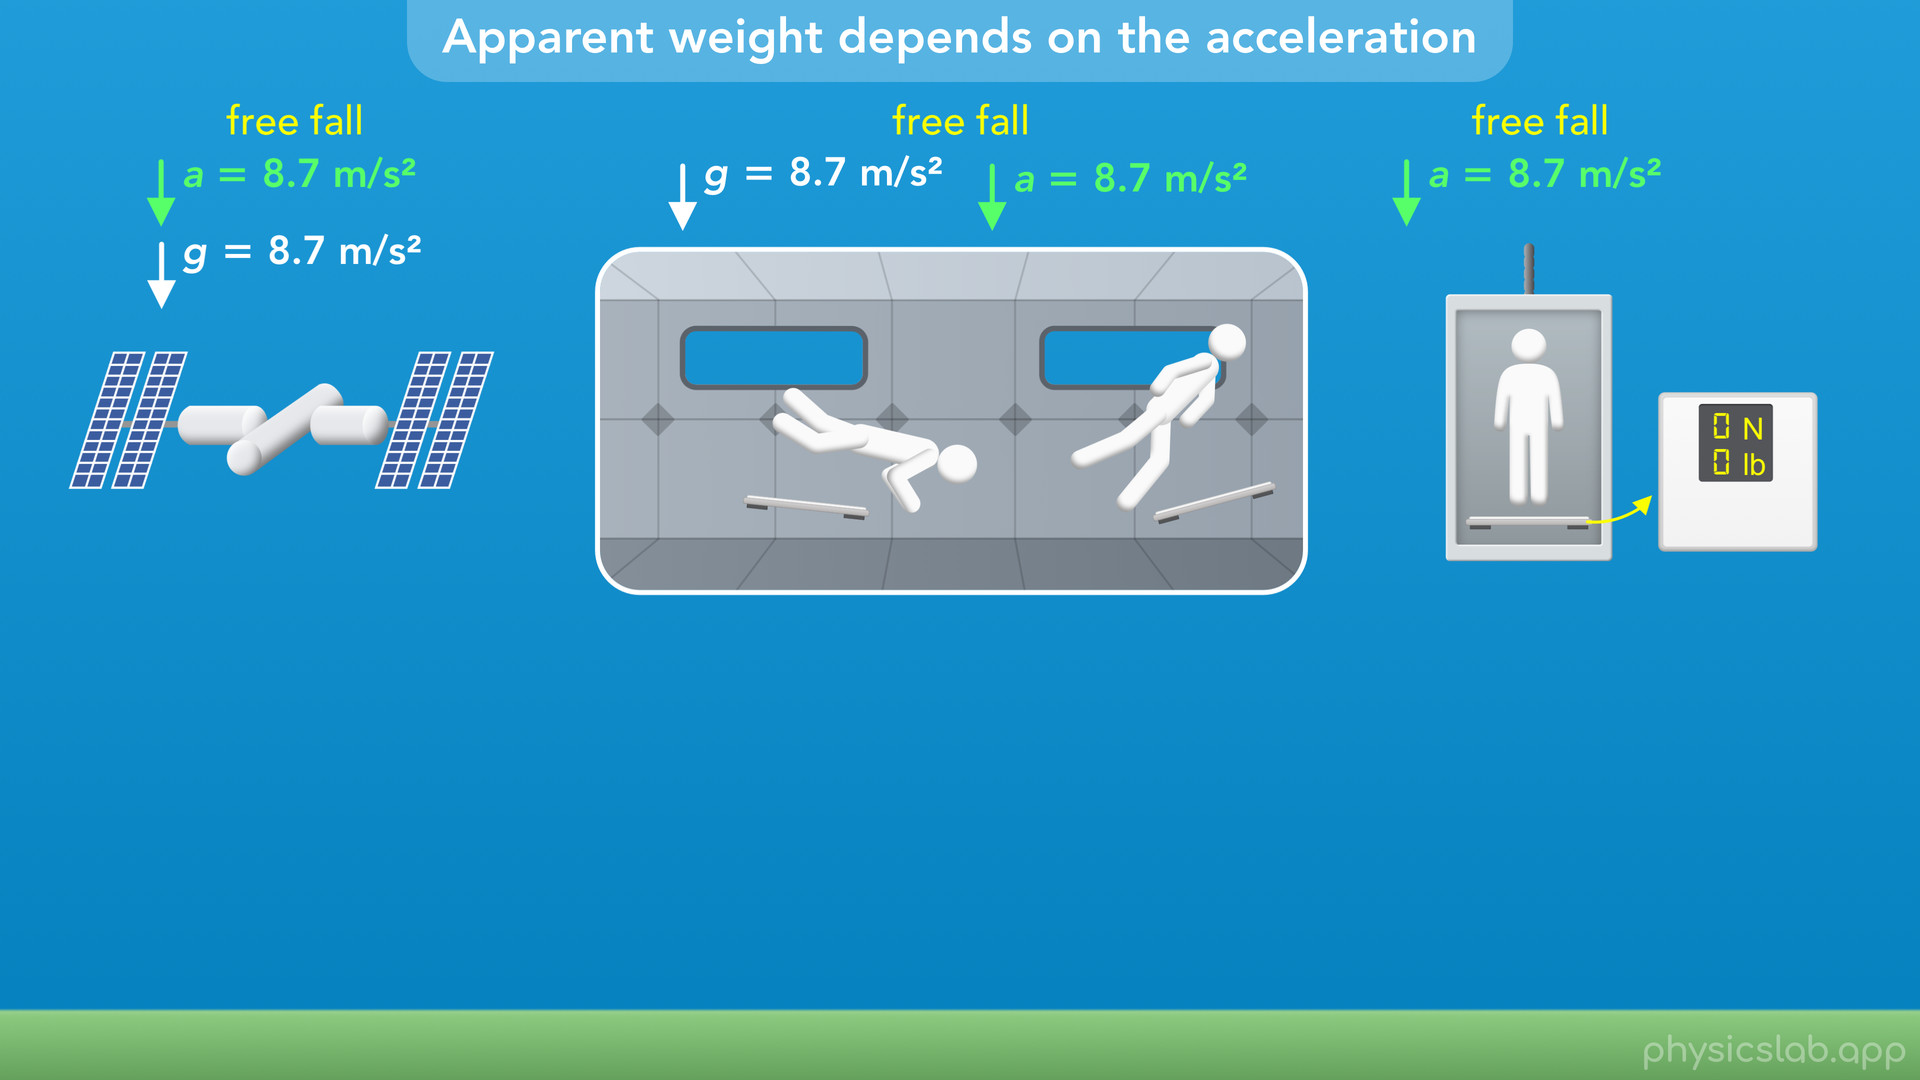 Apparent weight depends on the acceleration
free fall
a = 8.7 m/s²
g = 8.7 m/s²
free fall
g = 8.7 m/s²
a = 8.7 m/s²
free fall
a = 8.7 m/s²
0 N
0 lb
physicslab.app